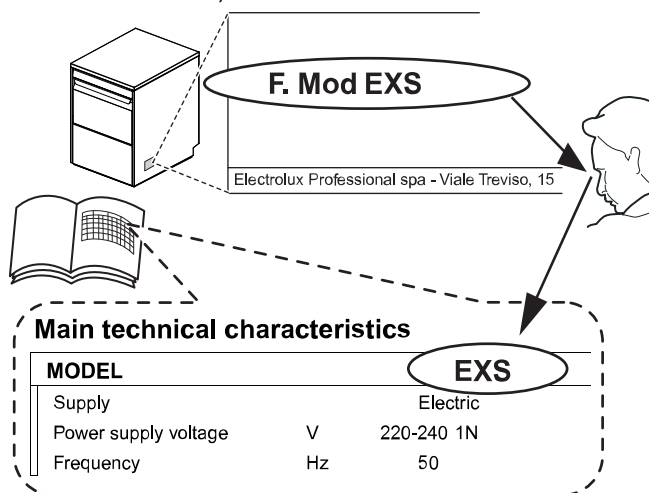 F. Mod EXS
Electrolux Professional spa - Viale Treviso, 15
Main technical characteristics
MODEL EXS
Supply Electric
Power supply voltage V 220-240 1N
Frequency Hz 50